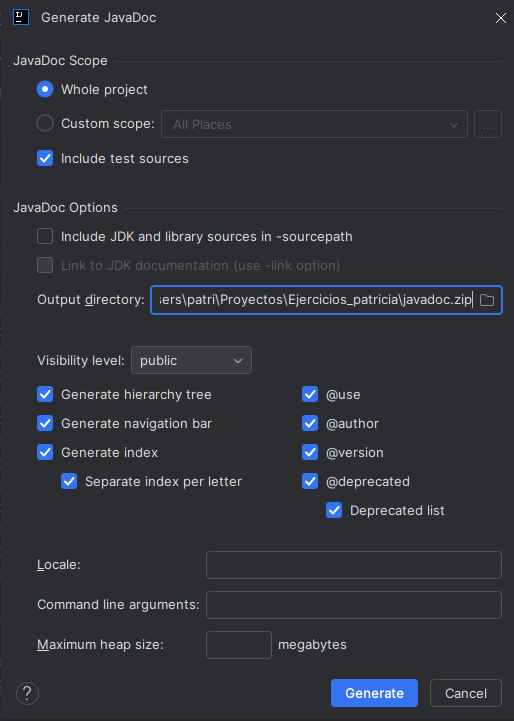 IJ Generate JavaDoc
JavaDoc Scope
Whole project
Custom scope: All Places ...
Include test sources
JavaDoc Options
Include JDK and library sources in -sourcepath
Link to JDK documentation (use -link option)
Output directory: sers\patri\Proyectos\Ejercicios_patricia\javadoc.zip
Visibility level: public
Generate hierarchy tree @use
Generate navigation bar @author
Generate index @version
Separate index per letter @deprecated
Deprecated list
Locale:
Command line arguments:
Maximum heap size: megabytes
? Generate Cancel